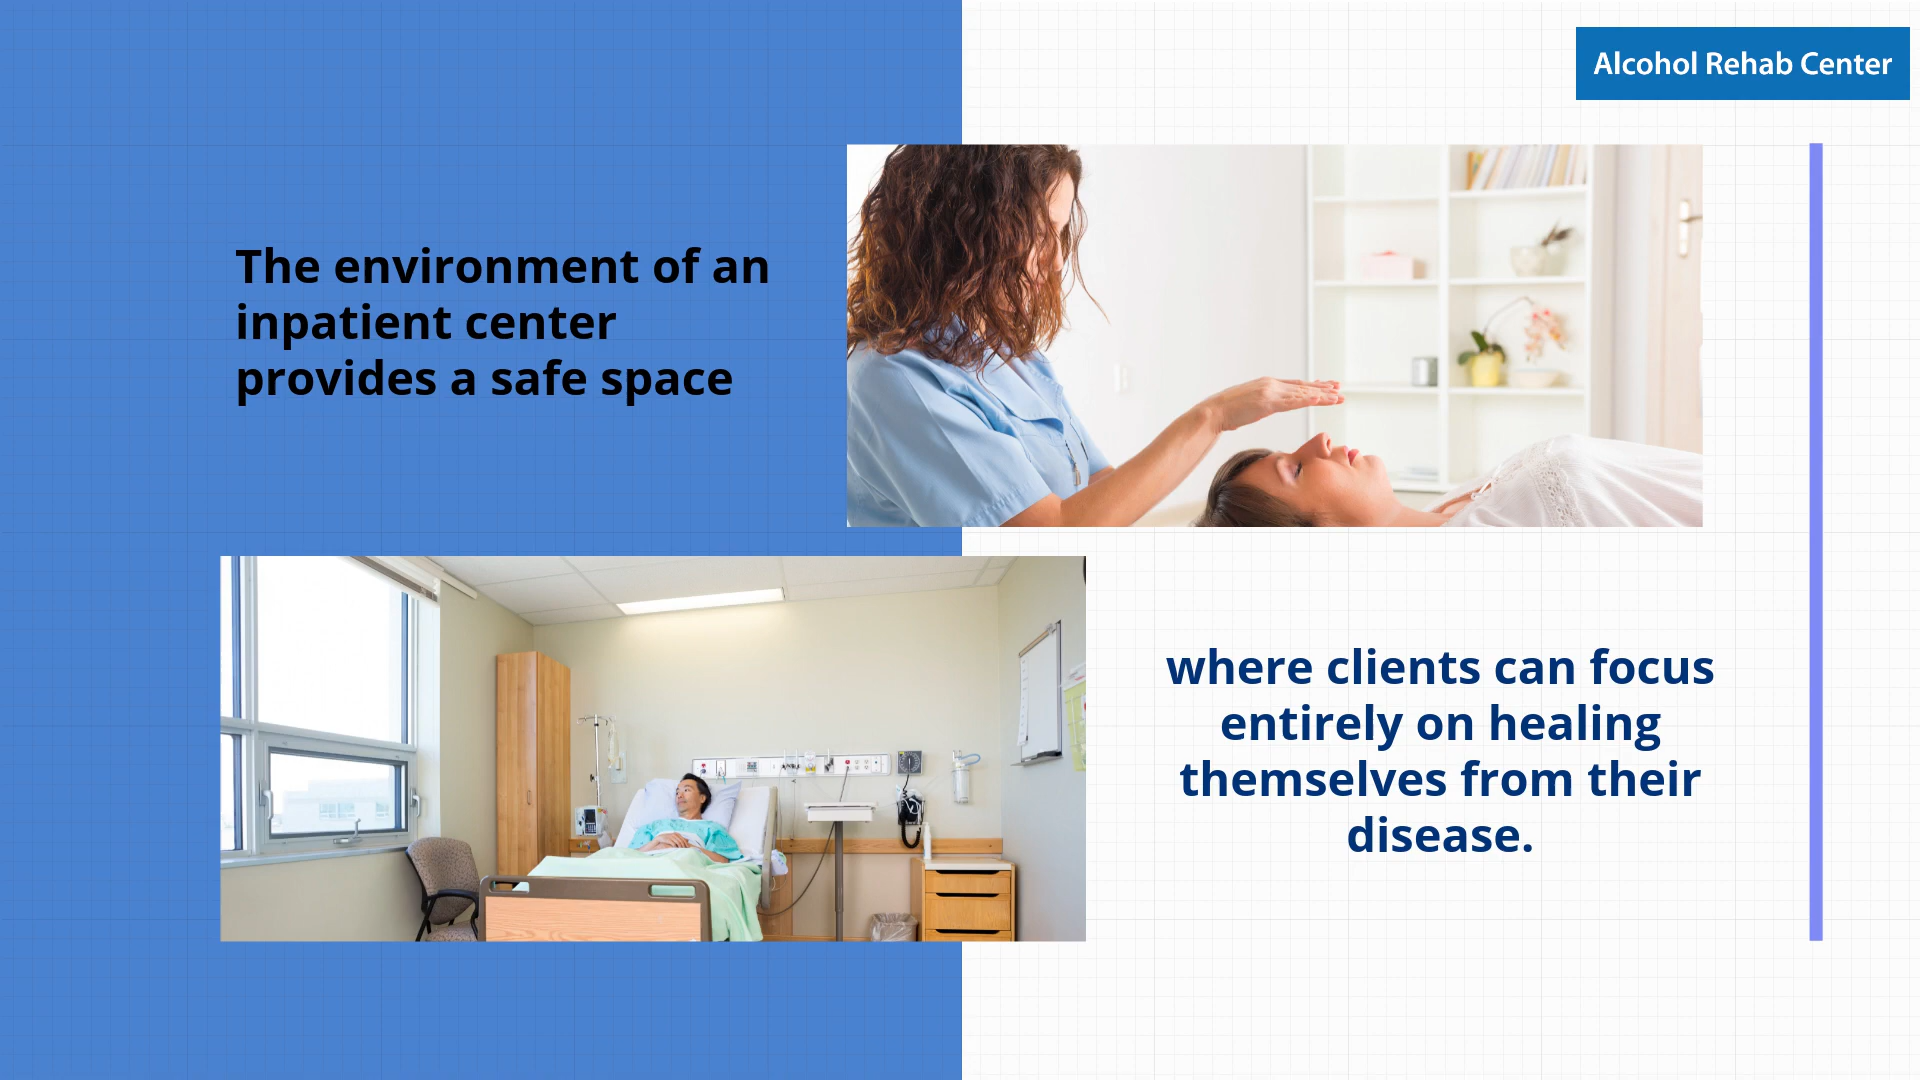 Alcohol Rehab Center
The environment of an
inpatient center
provides a safe space
where clients can focus
entirely on healing
themselves from their
disease.